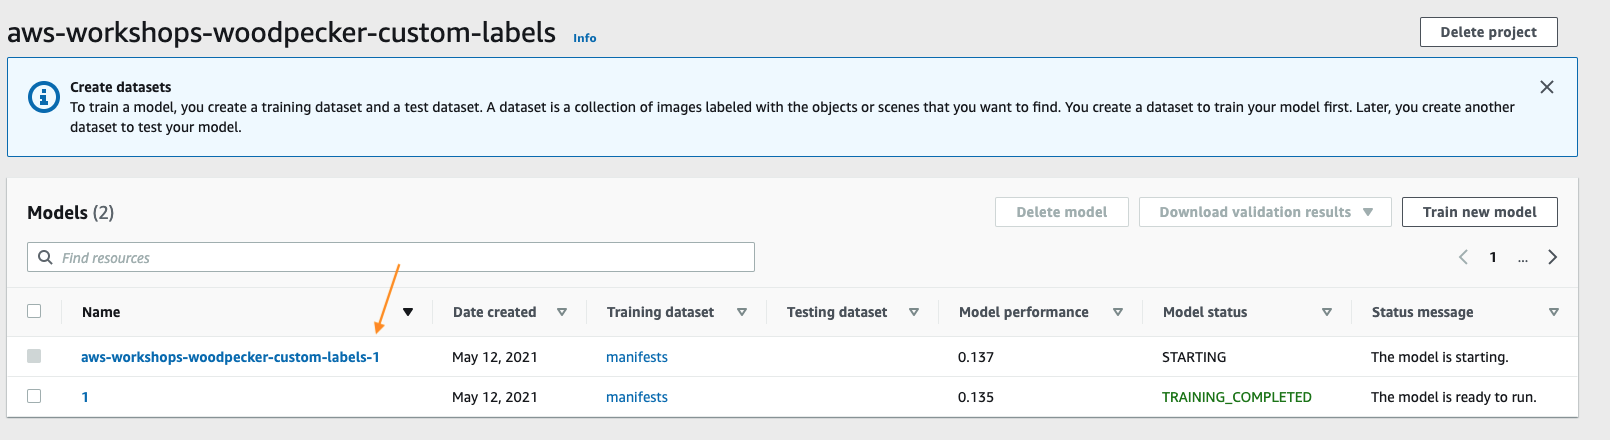 aws-workshops-woodpecker-custom-labels Info Delete project
Create datasets
To train a model, you create a training dataset and a test dataset. A dataset is a collection of images labeled with the objects or scenes that you want to find. You create a dataset to train your model first. Later, you create another
dataset to test your model.
Models (2) Delete model Download validation results Train new model
Find resources 1 ...
Name Date created Training dataset Testing dataset Model performance Model status Status message
aws-workshops-woodpecker-custom-labels-1 May 12, 2021 manifests 0.137 STARTING The model is starting.
1 May 12, 2021 manifests 0.135 TRAINING_COMPLETED The model is ready to run.